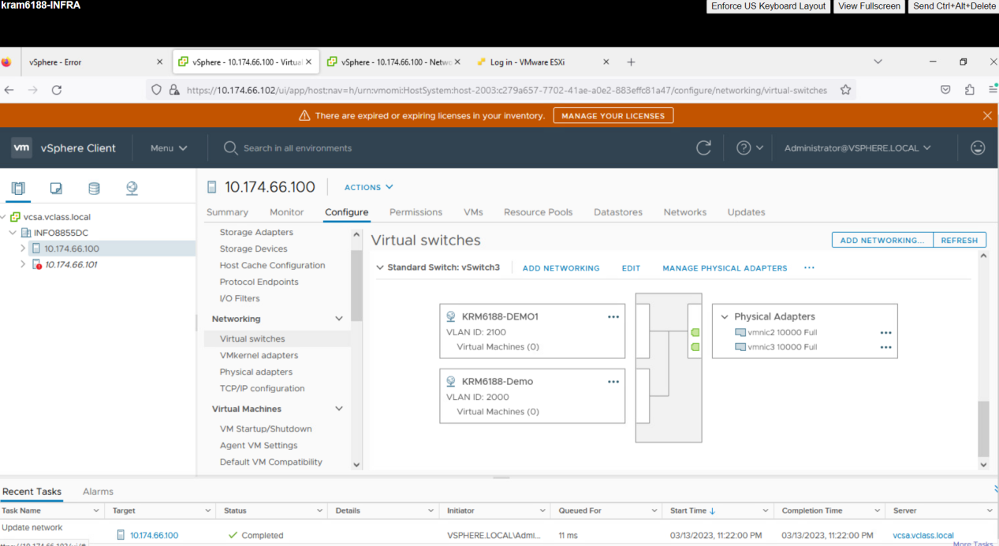 kram6188-INFRA
Enforce US Keyboard Layout View Fullscreen Send Ctrl+Alt+Delete
vSphere - Error vSphere - 10.174.66.100 - Virtual vSphere - 10.174.66.100 - Netwo Log in - VMware ESXi
https://10.174.66.102/ui/app/host;nav=h/urn:vmomi:HostSystem:host-2003:c279a657-7702-41ae-a0e2-883effc81a47/configure/networking/virtual-switches
There are expired or expiring licenses in your inventory. MANAGE YOUR LICENSES
vm vSphere Client Menu Search in all environments Administrator@VSPHERE.LOCAL
10.174.66.100 ACTIONS
Summary Monitor Configure Permissions VMs Resource Pools Datastores Networks Updates
vcsa.vclass.local
INFO8855DC
10.174.66.100
10.174.66.101
Storage Adapters
Storage Devices
Host Cache Configuration
Protocol Endpoints
I/O Filters
Networking
Virtual switches
VMkernel adapters
Physical adapters
TCP/IP configuration
Virtual Machines
VM Startup/Shutdown
Agent VM Settings
Default VM Compatibility
Virtual switches ADD NETWORKING... REFRESH
Standard Switch: vSwitch3 ADD NETWORKING EDIT MANAGE PHYSICAL ADAPTERS ...
KRM6188-DEMO1
VLAN ID: 2100
Virtual Machines (0)
KRM6188-Demo
VLAN ID: 2000
Virtual Machines (0)
Physical Adapters
vmnic2 10000 Full
vmnic3 10000 Full
Recent Tasks Alarms
Task Name Target Status Details Initiator Queued For Start Time Completion Time Server
Update network 10.174.66.100 Completed VSPHERE.LOCAL\Admi... 11 ms 03/13/2023, 11:22:00 PM 03/13/2023, 11:22:00 PM vcsa.vclass.local
More Tasks